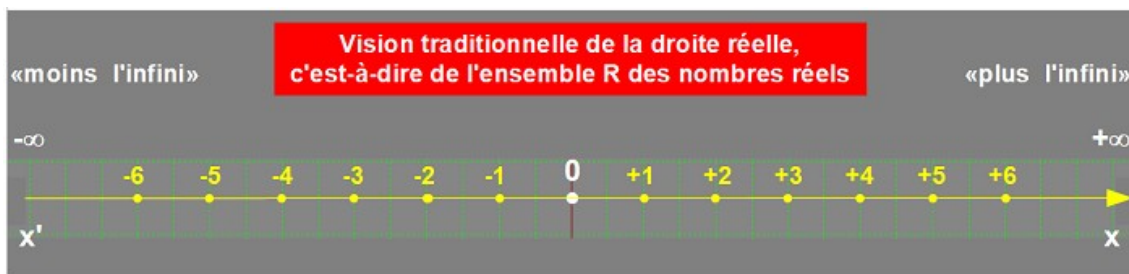 Vision traditionnelle de la droite réelle,
c'est-à-dire de l'ensemble R des nombres réels
«moins l'infini» «plus l'infini»
-∞ +∞
-6 -5 -4 -3 -2 -1 0 +1 +2 +3 +4 +5 +6
x' x